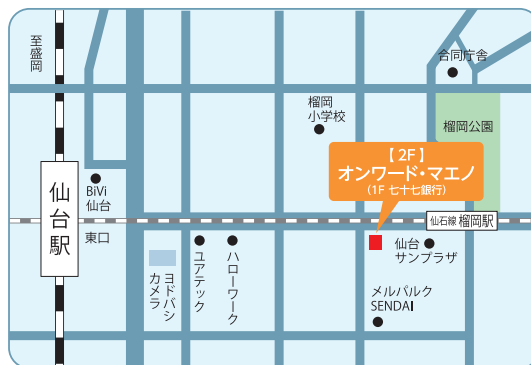 至盛岡
合同庁舎
榴岡
小学校
榴岡公園
【2F】
オンワード・マエノ
(1F 七十七銀行)
BiVi
仙台
仙台駅
東口
仙石線 榴岡駅
ヨドバシ
カメラ
ユアテック
ハローワーク
仙台
サンプラザ
メルパルク
SENDAI